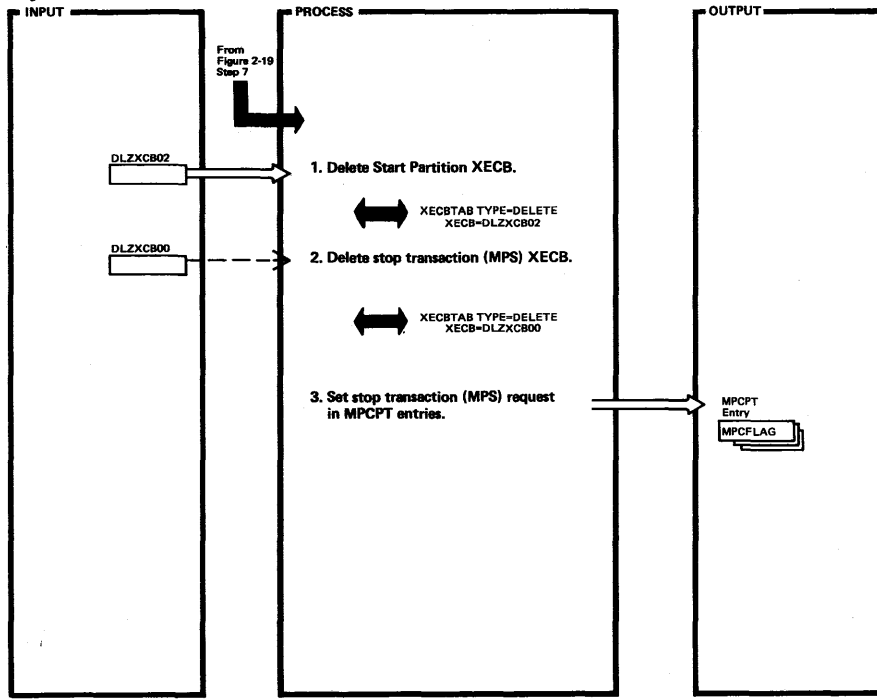 INPUT
PROCESS
OUTPUT
From
Figure 2-19
Step 7
DLZXCB02
1. Delete Start Partition XECB.
XECBTAB TYPE=DELETE
XECB=DLZXCB02
DLZXCB00
2. Delete stop transaction (MPS) XECB.
XECBTAB TYPE=DELETE
XECB=DLZXCB00
3. Set stop transaction (MPS) request
in MPCPT entries.
MPCPT
Entry
MPCFLAG